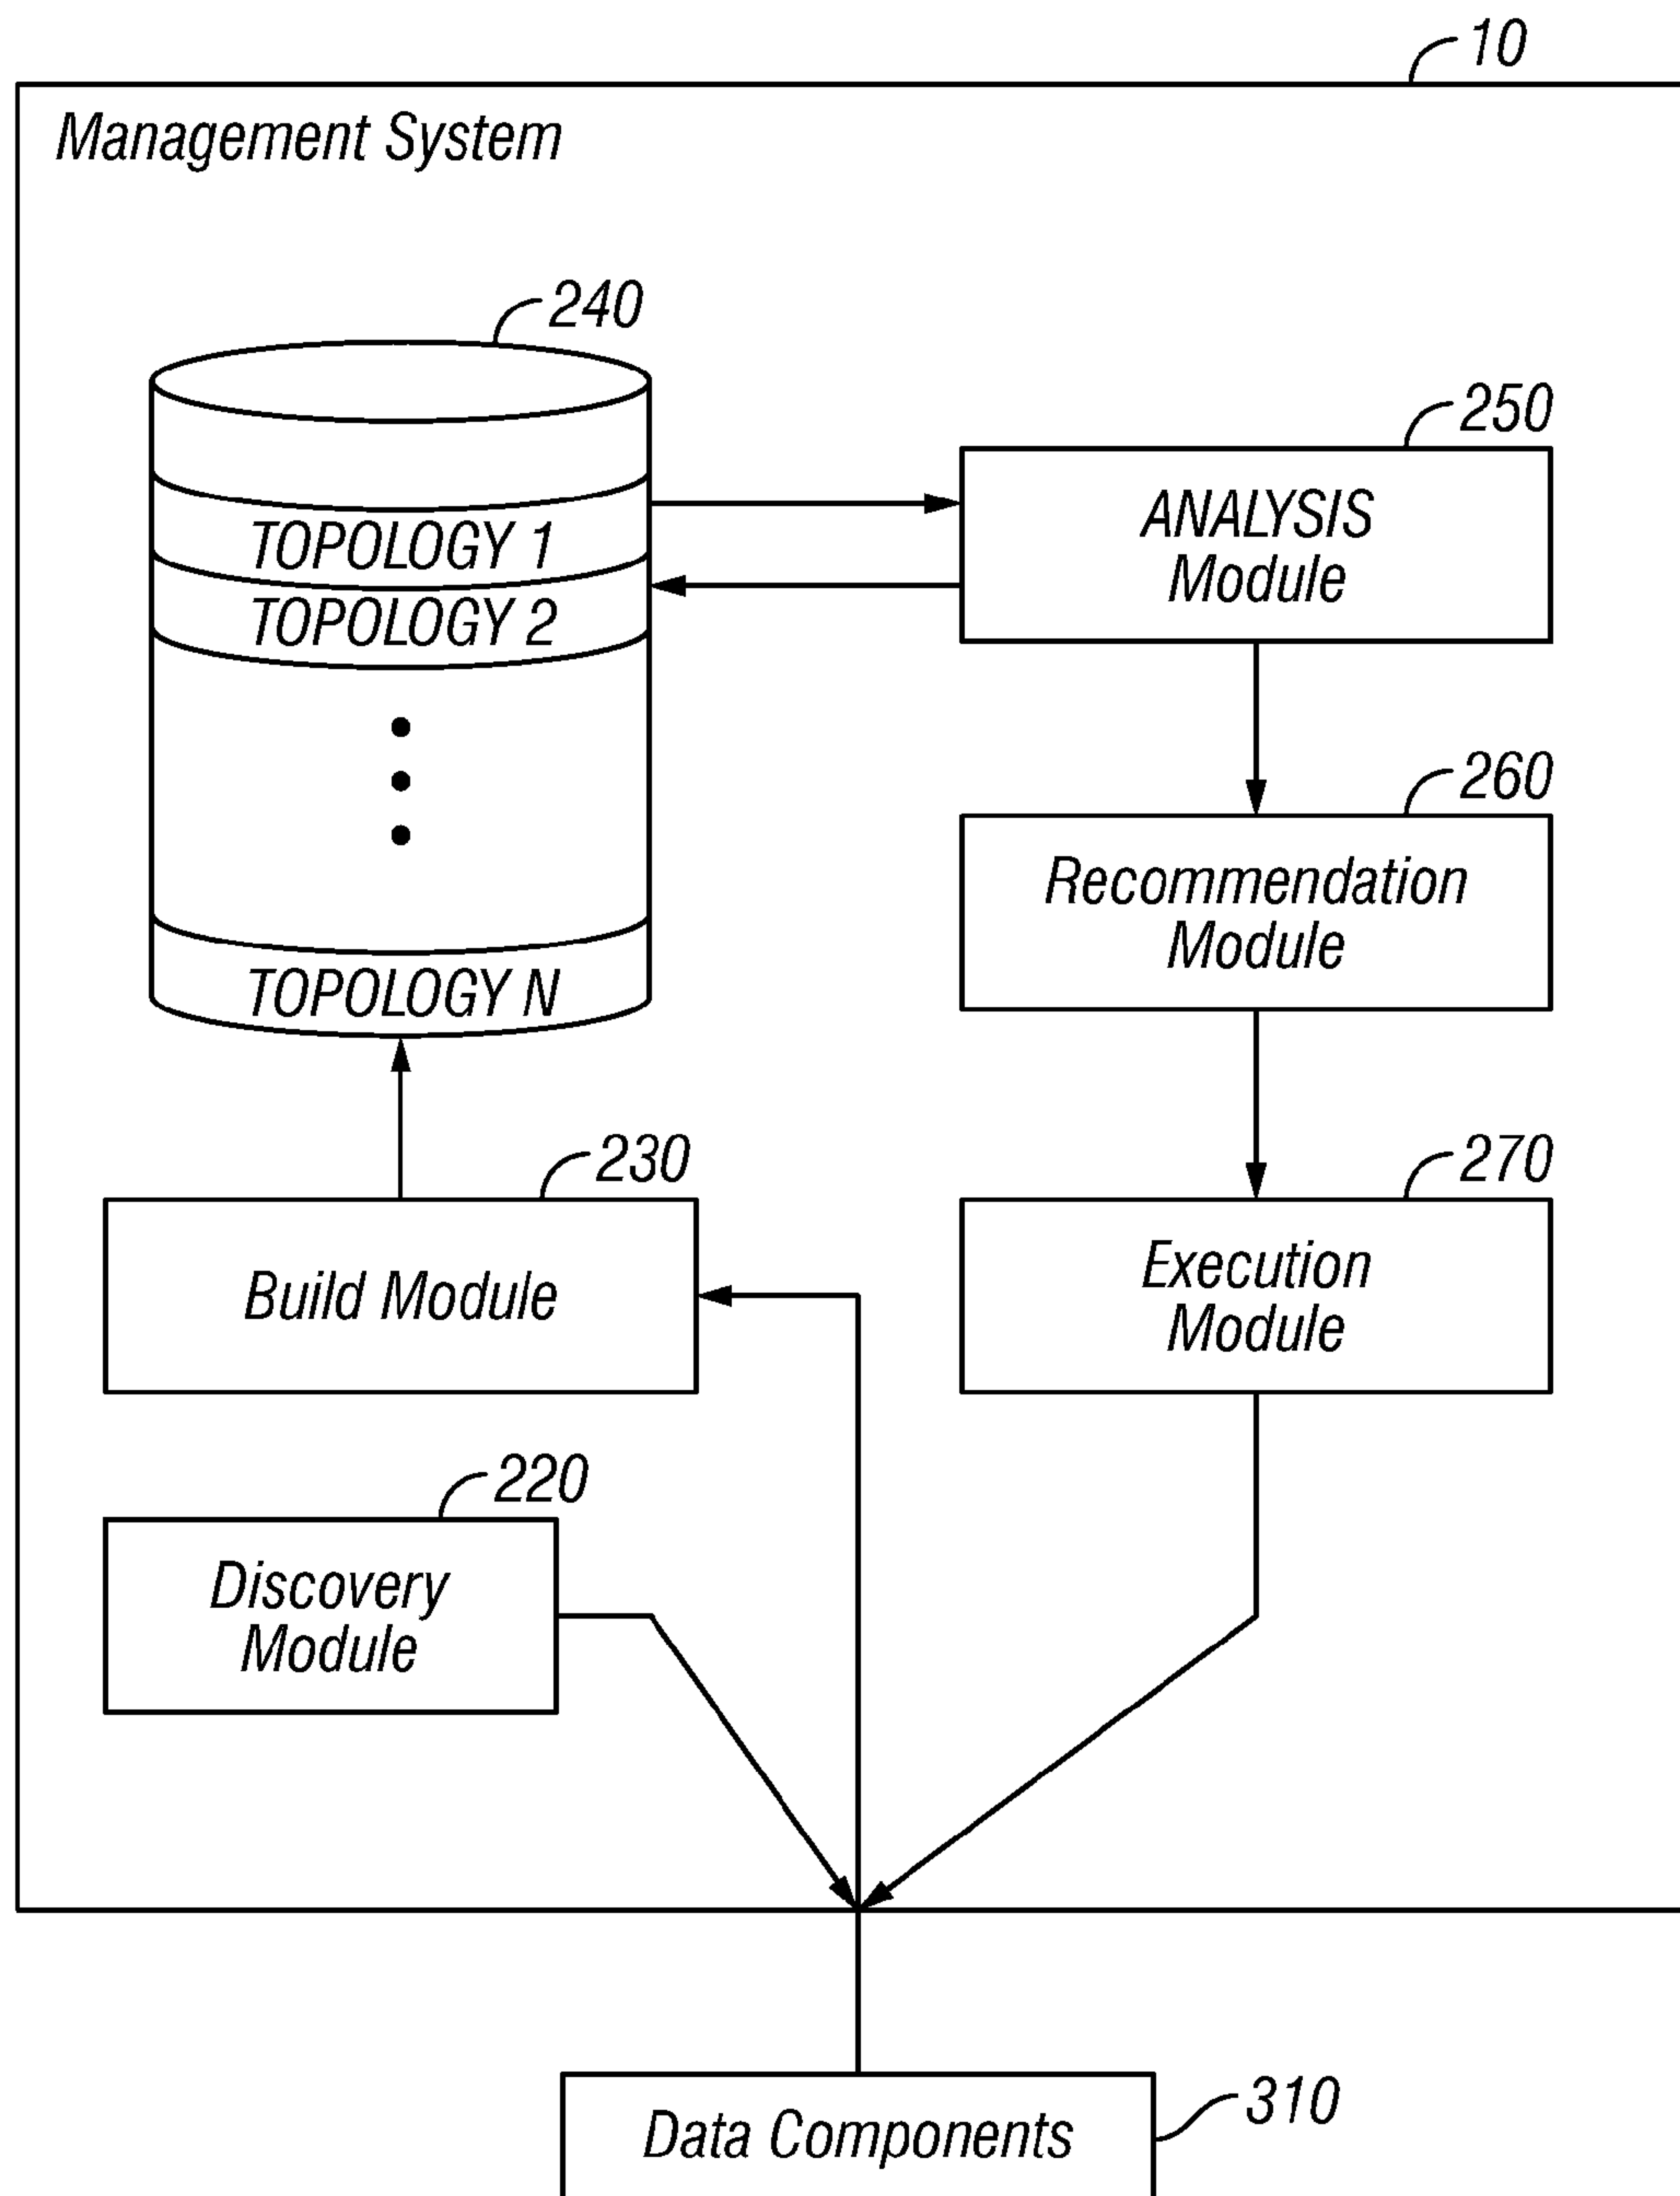 10
Management System
240
250
TOPOLOGY 1
ANALYSIS
Module
TOPOLOGY 2
260
Recommendation
Module
TOPOLOGY N
230
270
Build Module
Execution
Module
220
Discovery
Module
310
Data Components